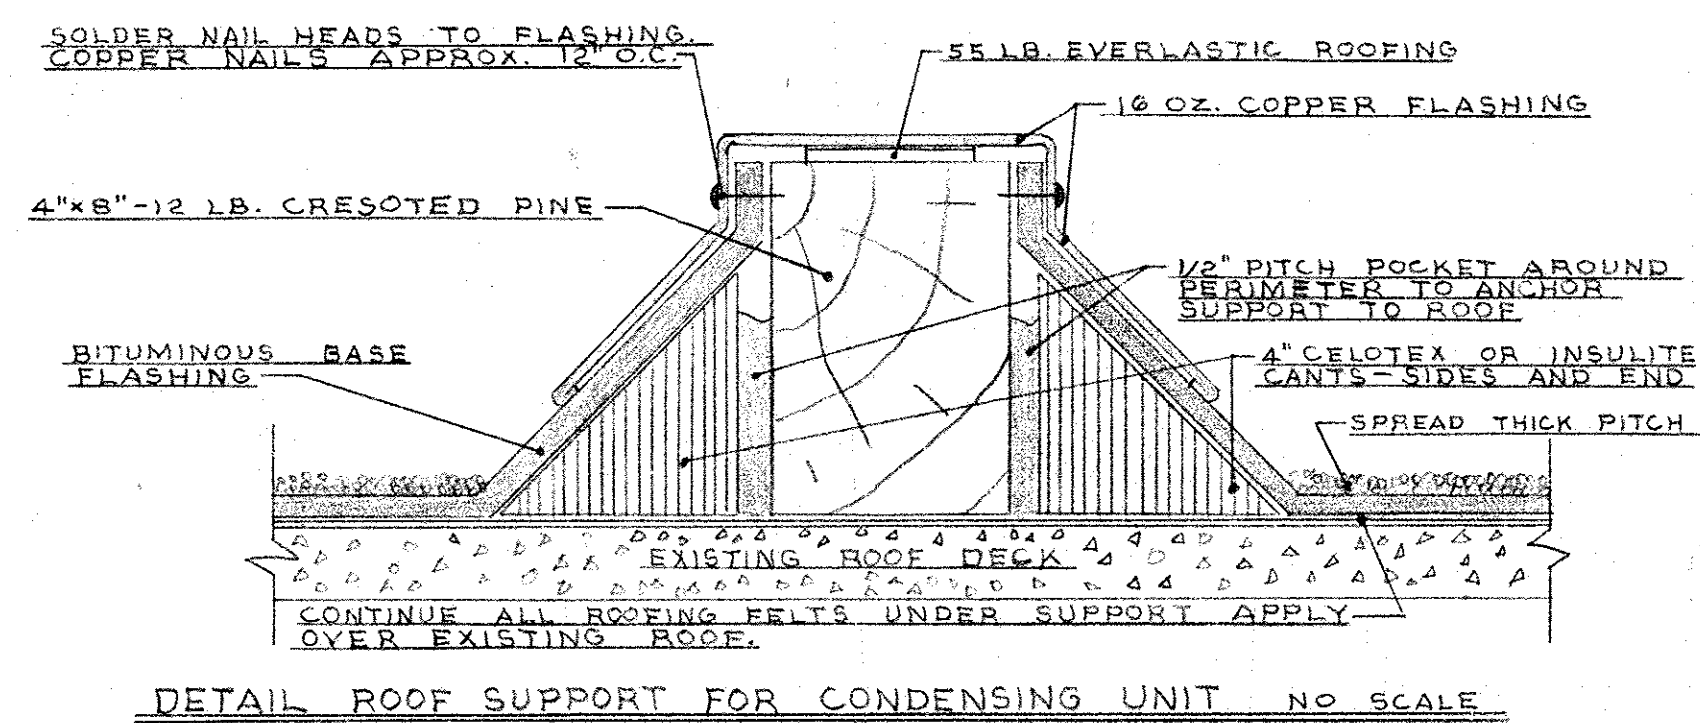 SOLDER NAIL HEADS TO FLASHING.
COPPER NAILS APPROX. 12" O.C.
55 LB. EVERLASTIC ROOFING
16 OZ. COPPER FLASHING
4"x8"-12 LB. CRESOTED PINE
1/2" PITCH POCKET AROUND
PERIMETER TO ANCHOR
SUPPORT TO ROOF
BITUMINOUS BASE
FLASHING
4" CELOTEX OR INSULITE
CANTS-SIDES AND END
SPREAD THICK PITCH
EXISTING ROOF DECK
CONTINUE ALL ROOFING FELTS UNDER SUPPORT APPLY
OVER EXISTING ROOF.
DETAIL ROOF SUPPORT FOR CONDENSING UNIT NO SCALE